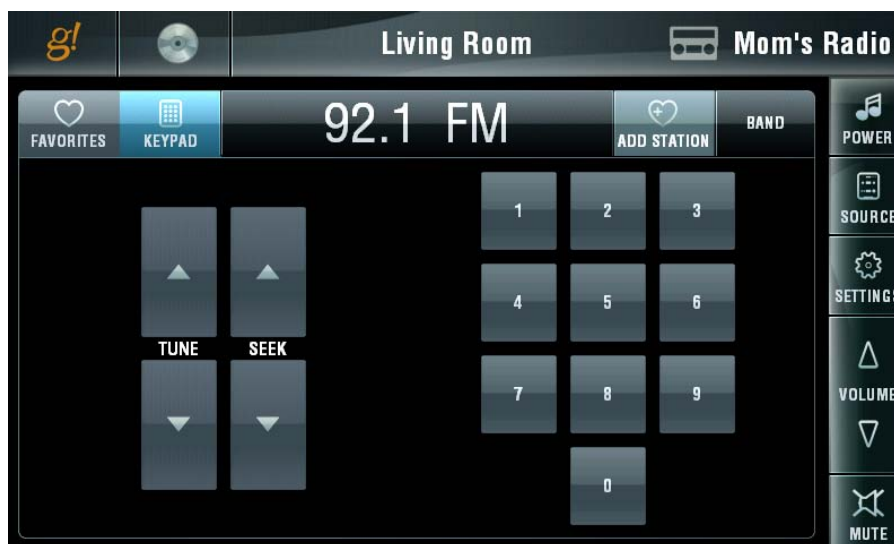 g! Living Room Mom's Radio
FAVORITES KEYPAD 92.1 FM ADD STATION BAND
POWER
1 2 3
SOURCE
4 5 6
SETTINGS
TUNE SEEK
7 8 9
VOLUME
0
MUTE